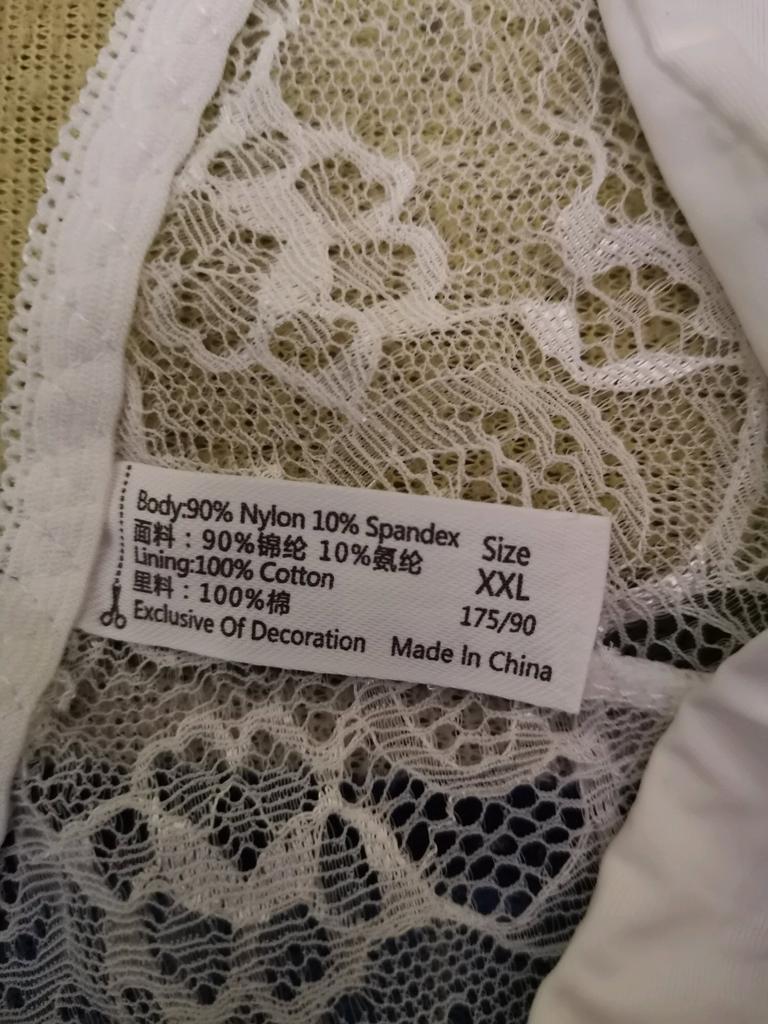 Body:90% Nylon 10% Spandex
面料：90%锦纶 10%氨纶
Lining:100% Cotton
里料：100%棉
Exclusive Of Decoration
Size
XXL
175/90
Made In China